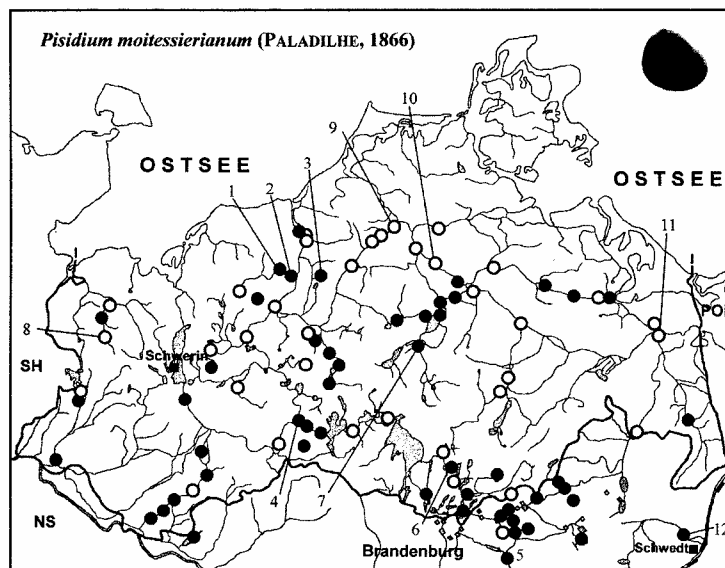 Pisidium moitessierianum (PALADILHE, 1866)
10
9
OSTSEE
3
2
1
OSTSEE
11
PO
8
SH
Schwerin
4
7
6
NS
Brandenburg
5
12
Schwedt